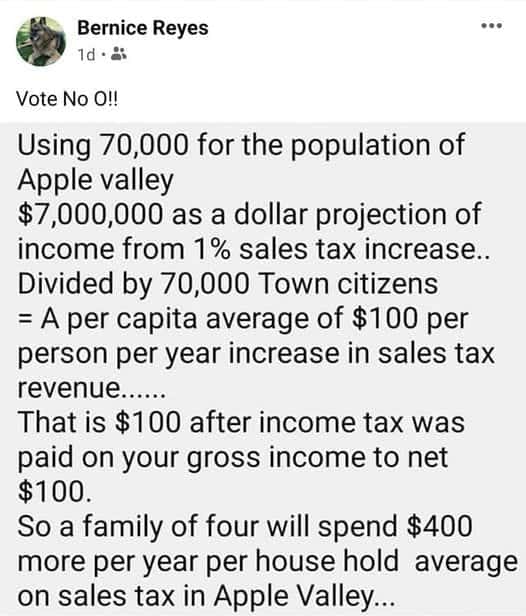 Bernice Reyes
1d
Vote No O!!
Using 70,000 for the population of
Apple valley
$7,000,000 as a dollar projection of
income from 1% sales tax increase..
Divided by 70,000 Town citizens
= A per capita average of $100 per
person per year increase in sales tax
revenue......
That is $100 after income tax was
paid on your gross income to net
$100.
So a family of four will spend $400
more per year per house hold average
on sales tax in Apple Valley...